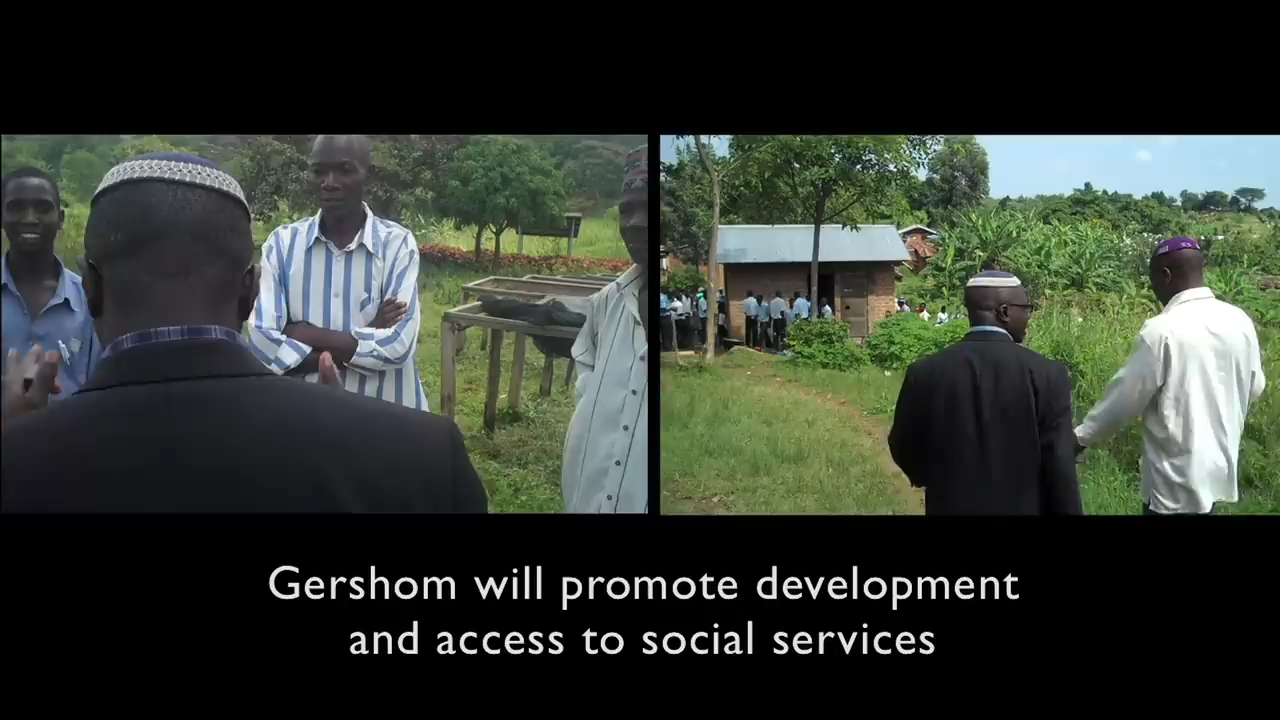 Gershom will promote development
and access to social services